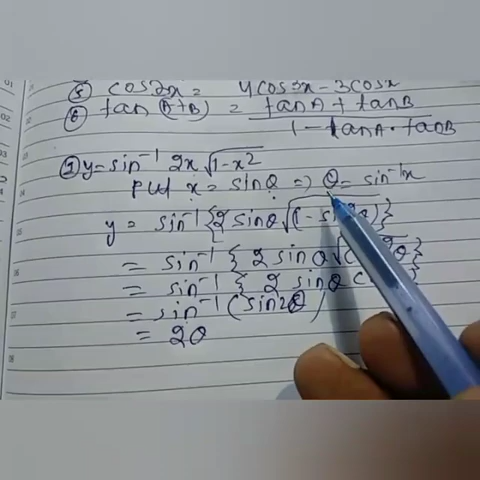 ⑤ cos3x = 4cos3x - 3cosx
⑥ tan (A+B) = tanA + tanB
1 - tanA · tanB
① y = sin⁻¹ 2x √1-x²
Put x = sinθ => θ = sin⁻¹x
y = sin⁻¹ {2 sinθ √(1 - sin²θ)}
= sin⁻¹ { 2 sinθ √
= sin⁻¹ { 2 sinθ
= sin⁻¹ (sin2θ)
= 2θ